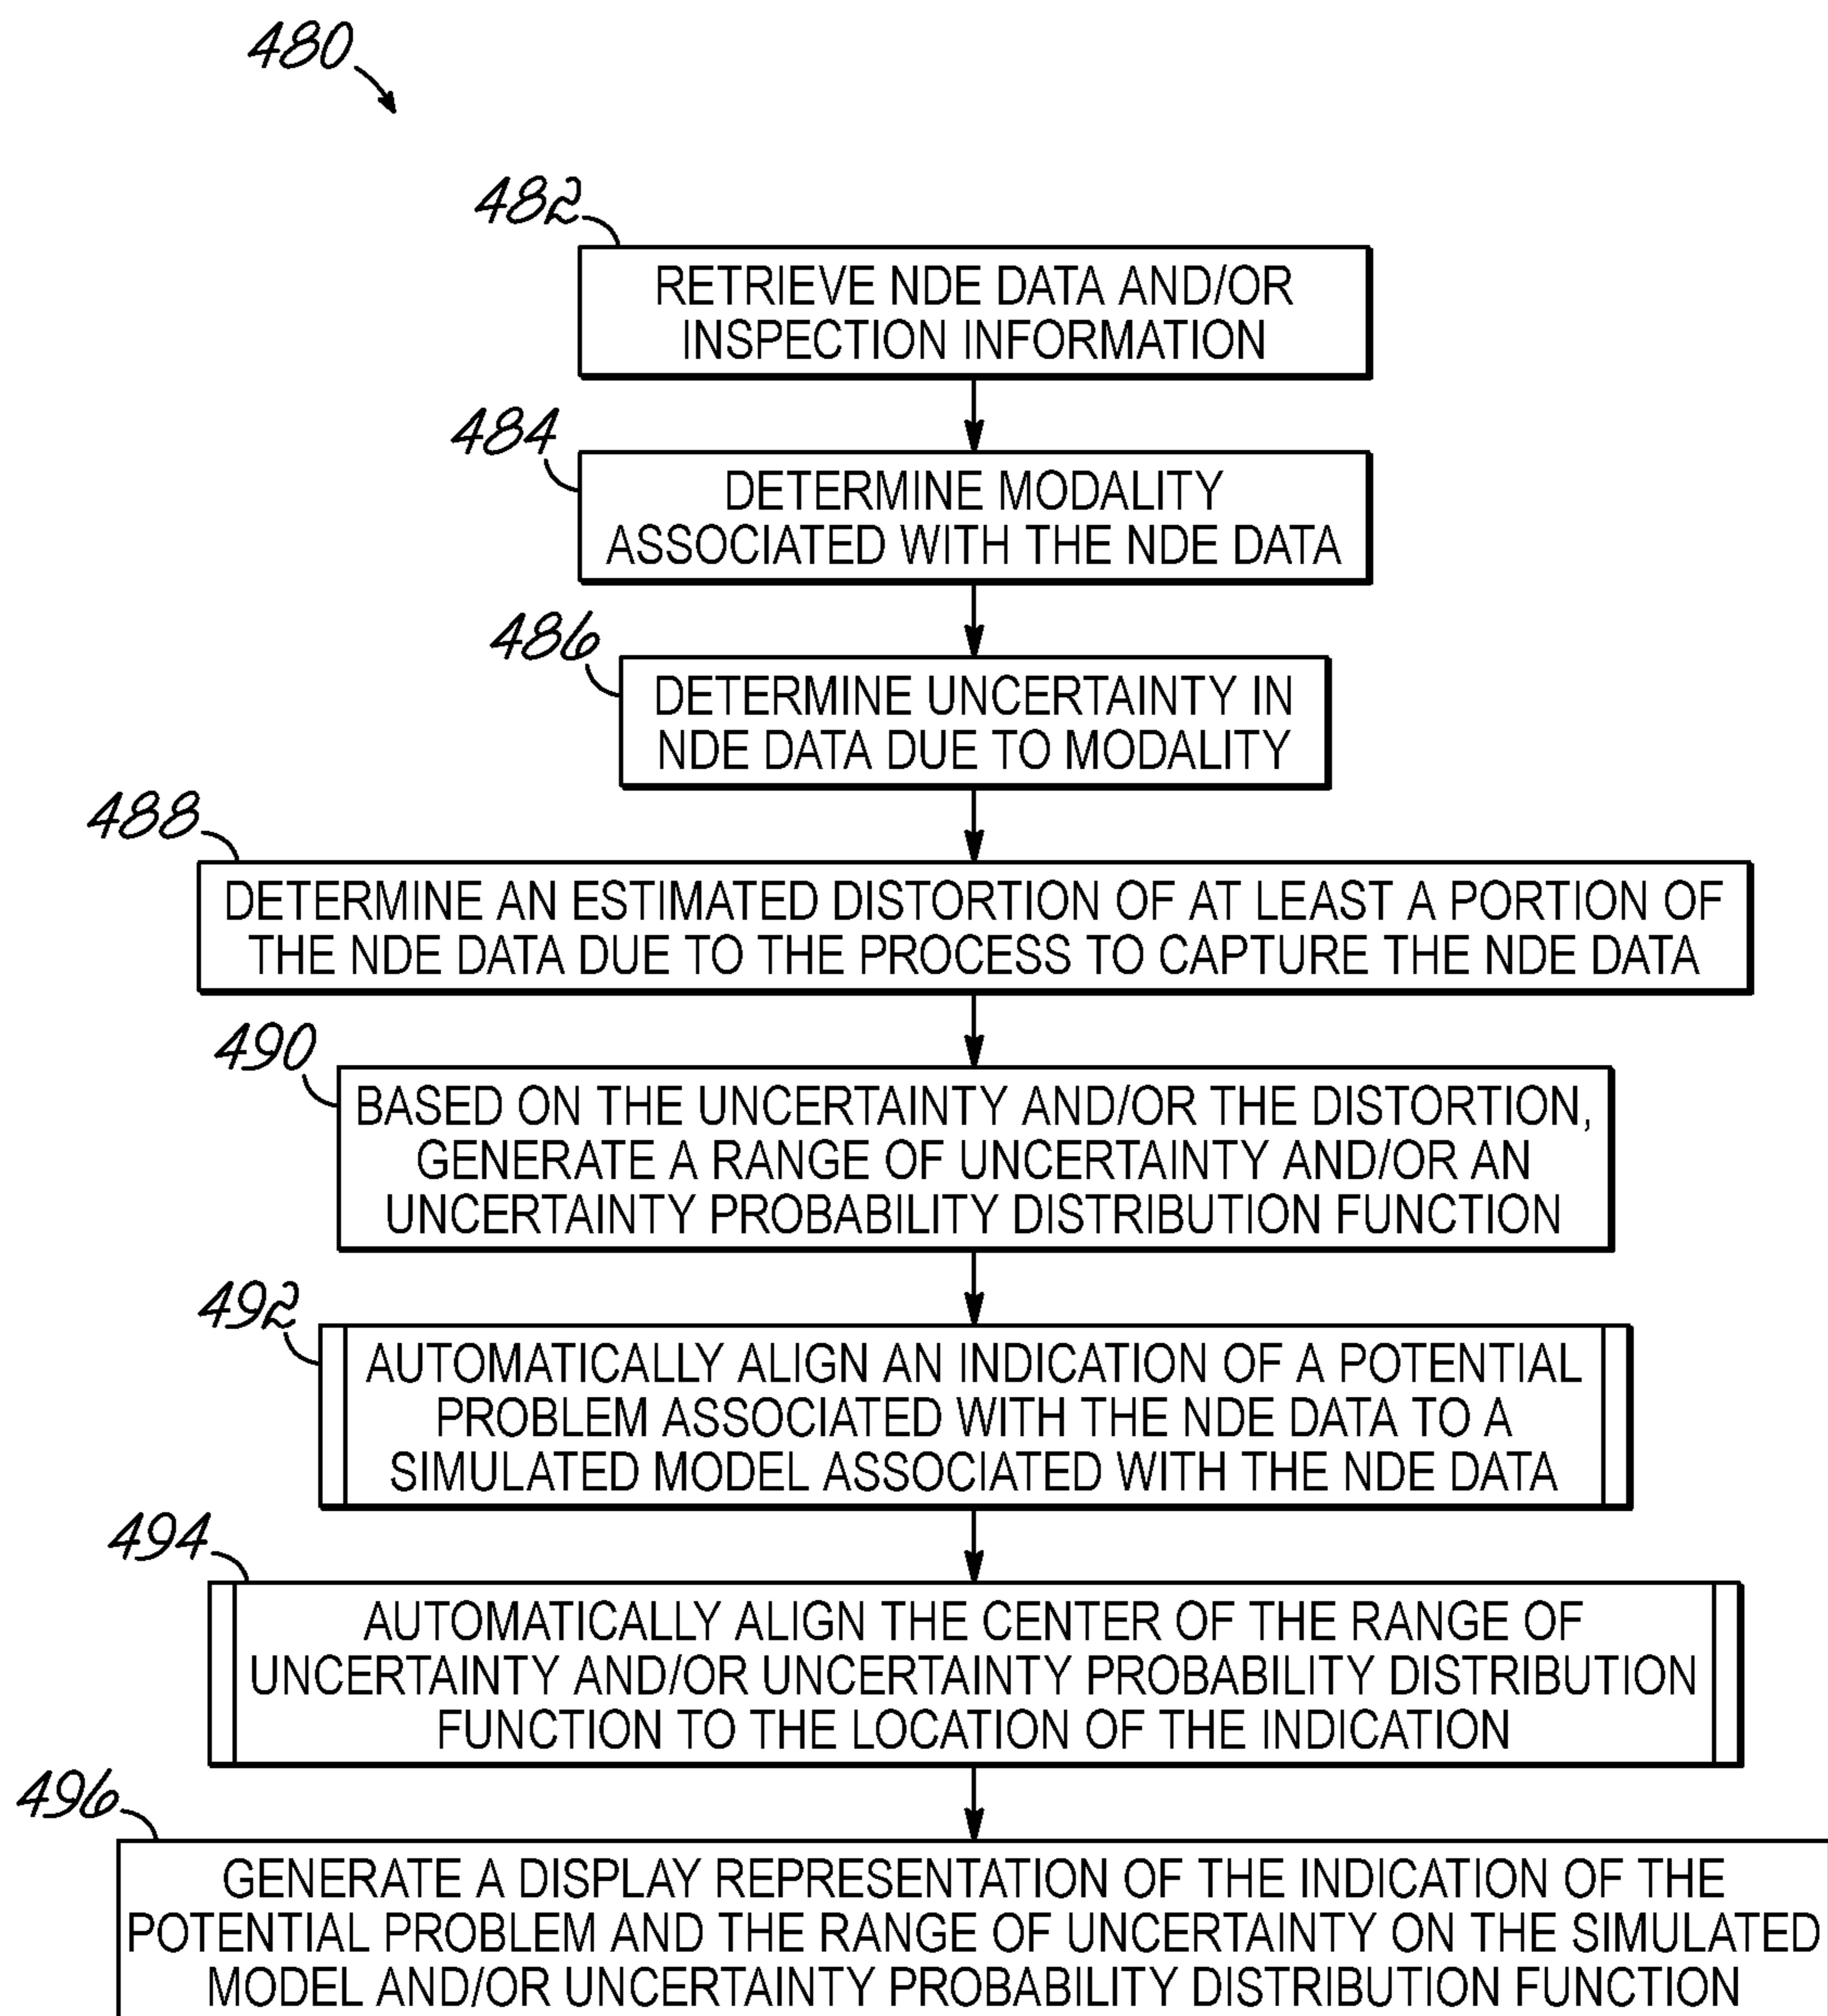 480
482
RETRIEVE NDE DATA AND/OR
INSPECTION INFORMATION
484
DETERMINE MODALITY
ASSOCIATED WITH THE NDE DATA
486
DETERMINE UNCERTAINTY IN
NDE DATA DUE TO MODALITY
488
DETERMINE AN ESTIMATED DISTORTION OF AT LEAST A PORTION OF
THE NDE DATA DUE TO THE PROCESS TO CAPTURE THE NDE DATA
490
BASED ON THE UNCERTAINTY AND/OR THE DISTORTION,
GENERATE A RANGE OF UNCERTAINTY AND/OR AN
UNCERTAINTY PROBABILITY DISTRIBUTION FUNCTION
492
AUTOMATICALLY ALIGN AN INDICATION OF A POTENTIAL
PROBLEM ASSOCIATED WITH THE NDE DATA TO A
SIMULATED MODEL ASSOCIATED WITH THE NDE DATA
494
AUTOMATICALLY ALIGN THE CENTER OF THE RANGE OF
UNCERTAINTY AND/OR UNCERTAINTY PROBABILITY DISTRIBUTION
FUNCTION TO THE LOCATION OF THE INDICATION
496
GENERATE A DISPLAY REPRESENTATION OF THE INDICATION OF THE
POTENTIAL PROBLEM AND THE RANGE OF UNCERTAINTY ON THE SIMULATED
MODEL AND/OR UNCERTAINTY PROBABILITY DISTRIBUTION FUNCTION